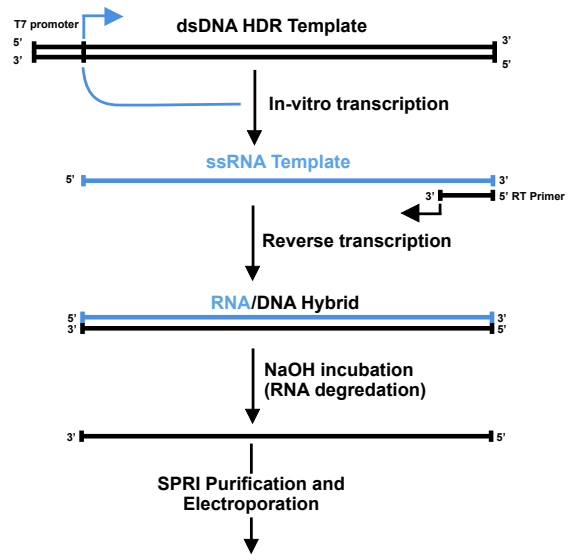 dsDNA HDR Template
T7 promoter
5’ 3’
3’ 5’
In-vitro transcription
ssRNA Template
5’ 3’
3’ 5’ RT Primer
Reverse transcription
RNA/DNA Hybrid
5’ 3’
3’ 5’
NaOH incubation
(RNA degredation)
3’ 5’
SPRI Purification and
Electroporation